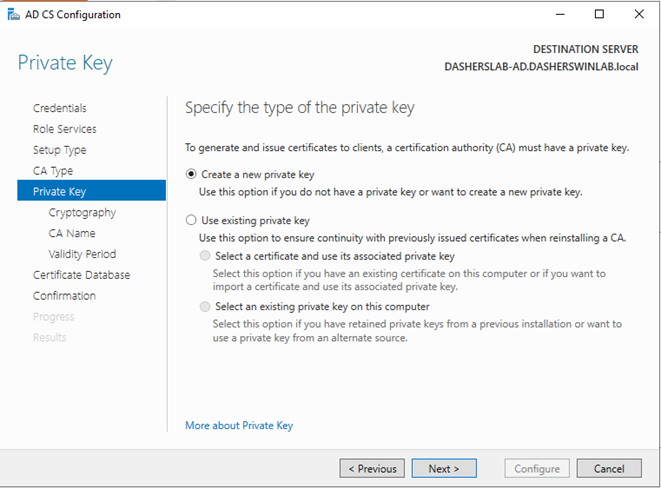 AD CS Configuration
Private Key
DESTINATION SERVER
DASHERSLAB-AD.DASHERSWINLAB.local
Credentials
Role Services
Setup Type
CA Type
Private Key
Cryptography
CA Name
Validity Period
Certificate Database
Confirmation
Progress
Results
Specify the type of the private key
To generate and issue certificates to clients, a certification authority (CA) must have a private key.
Create a new private key
Use this option if you do not have a private key or want to create a new private key.
Use existing private key
Use this option to ensure continuity with previously issued certificates when reinstalling a CA.
Select a certificate and use its associated private key
Select this option if you have an existing certificate on this computer or if you want to
import a certificate and use its associated private key.
Select an existing private key on this computer
Select this option if you have retained private keys from a previous installation or want to
use a private key from an alternate source.
More about Private Key
< Previous
Next >
Configure
Cancel